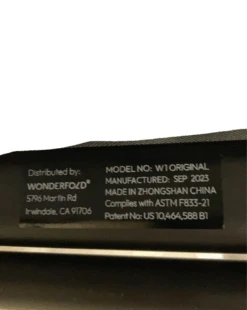 Distributed by:
WONDERFOLD®
5796 Martin Rd
Irwindale, CA 91706
MODEL NO: W1 ORIGINAL
MANUFACTURED: SEP 2023
MADE IN ZHONGSHAN CHINA
Complies with ASTM F833-21
Patent No: US 10,464,588 B1